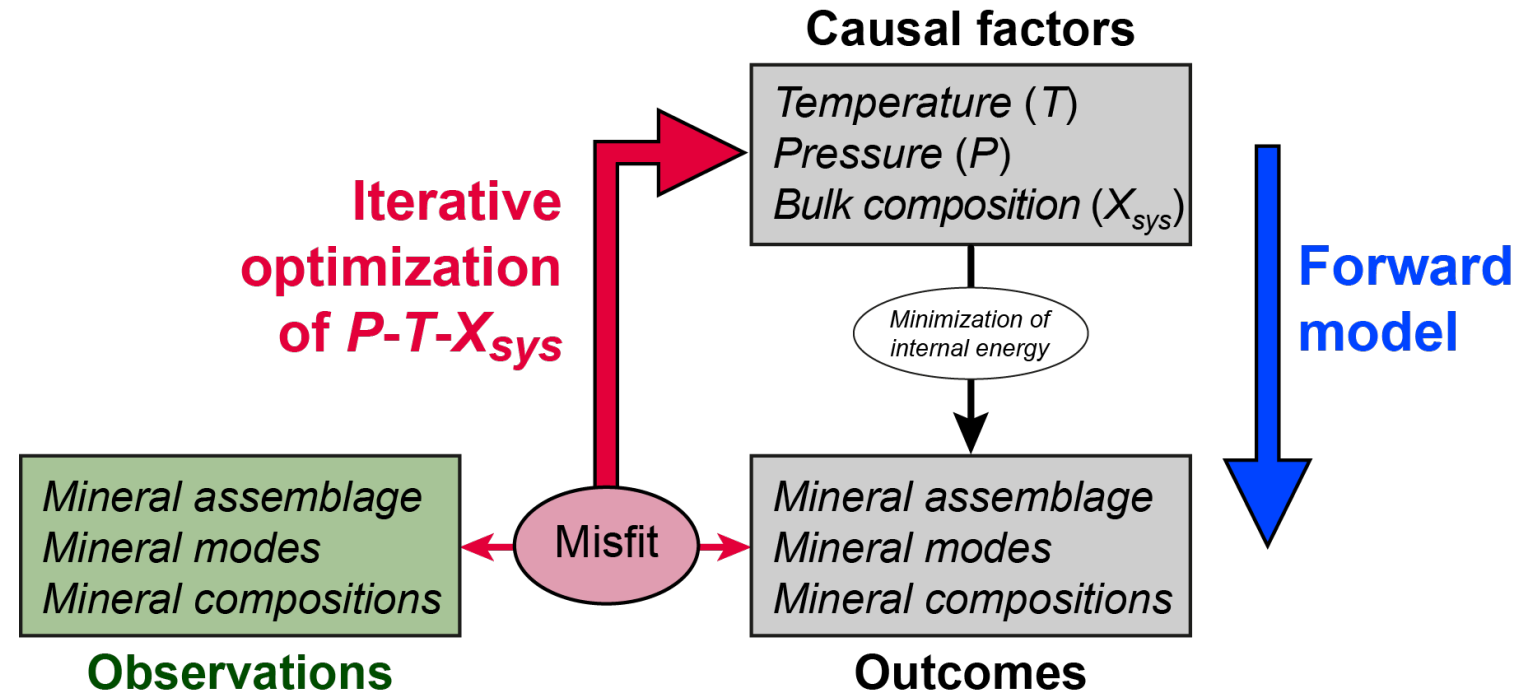 Causal factors
Temperature (T)
Pressure (P)
Bulk composition (Xsys)
Iterative
optimization
of P-T-Xsys
Minimization of
internal energy
Forward
model
Mineral assemblage
Mineral modes
Mineral compositions
Observations
Misfit
Mineral assemblage
Mineral modes
Mineral compositions
Outcomes